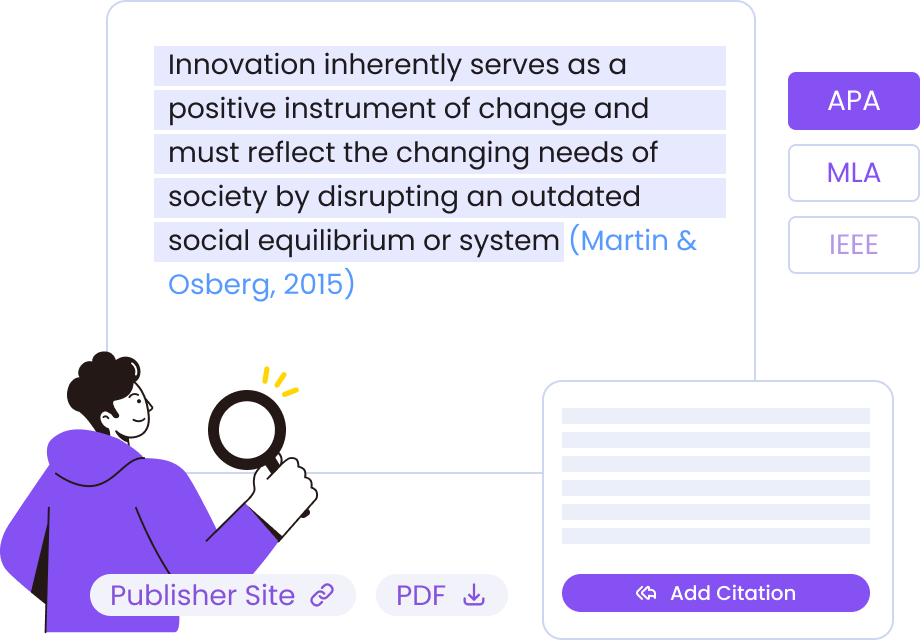 Innovation inherently serves as a
positive instrument of change and
must reflect the changing needs of
society by disrupting an outdated
social equilibrium or system (Martin &
Osberg, 2015)
APA
MLA
IEEE
Publisher Site
PDF
Add Citation